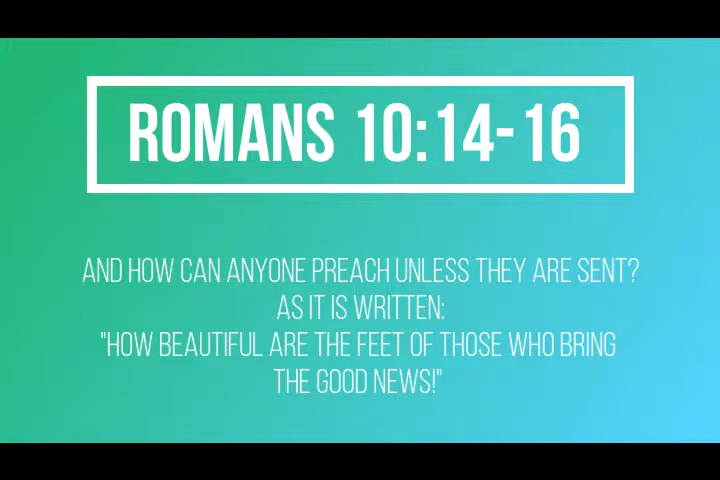 ROMANS 10:14-16
AND HOW CAN ANYONE PREACH UNLESS THEY ARE SENT?
AS IT IS WRITTEN:
"HOW BEAUTIFUL ARE THE FEET OF THOSE WHO BRING
THE GOOD NEWS!"